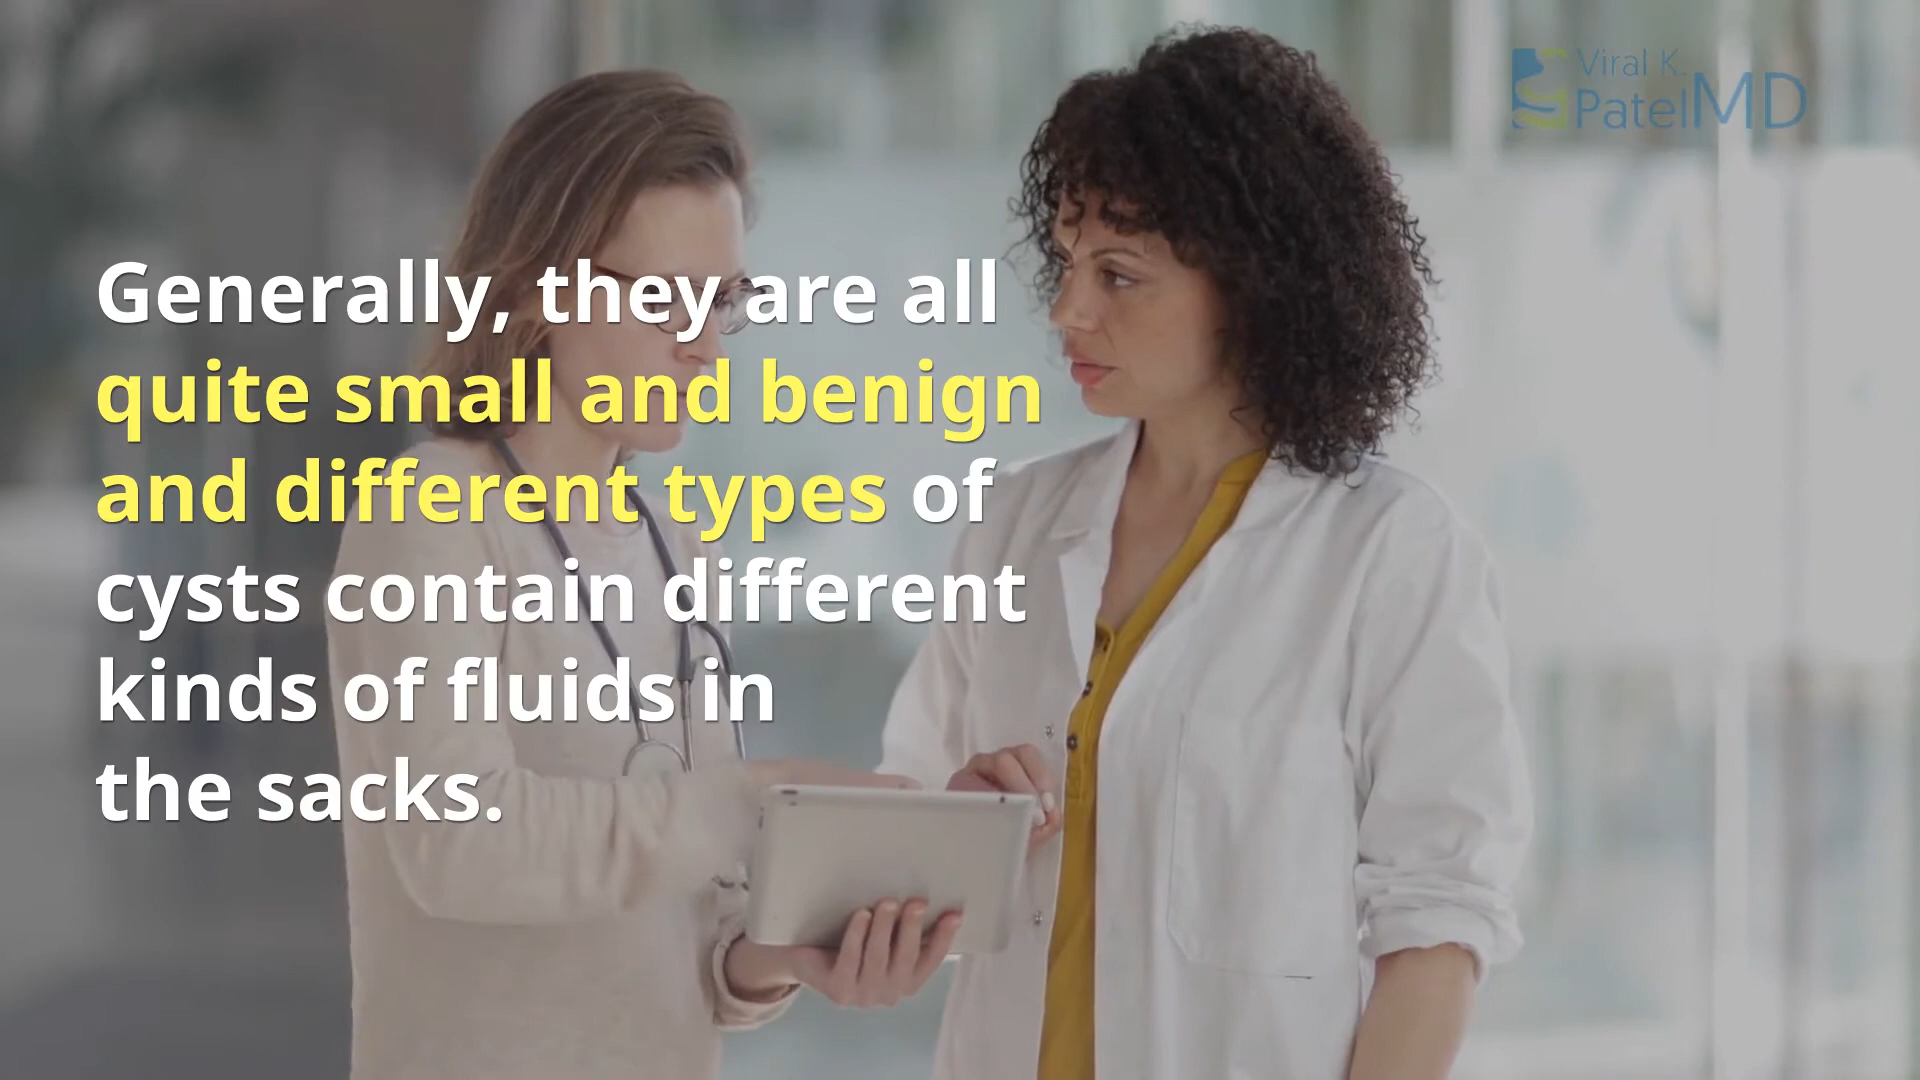 Viral K.
PatelMD
Generally, they are all
quite small and benign
and different types of
cysts contain different
kinds of fluids in
the sacks.